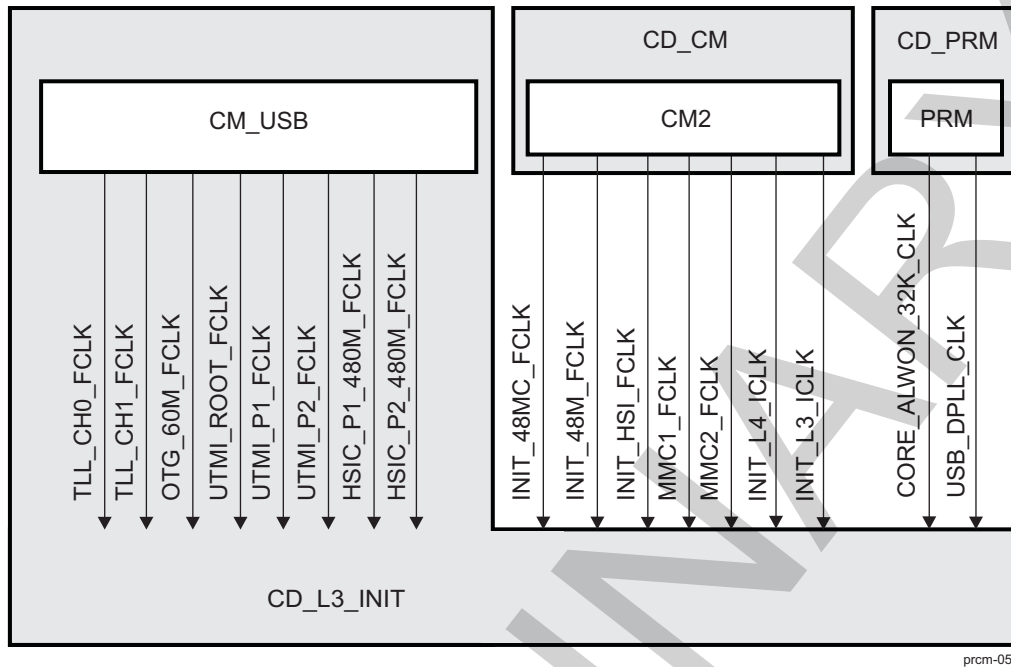 CD_CM
CD_PRM
CM_USB
CM2
PRM
TLL_CH0_FCLK
TLL_CH1_FCLK
OTG_60M_FCLK
UTMI_ROOT_FCLK
UTMI_P1_FCLK
UTMI_P2_FCLK
HSIC_P1_480M_FCLK
HSIC_P2_480M_FCLK
INIT_48MC_FCLK
INIT_48M_FCLK
INIT_HSI_FCLK
MMC1_FCLK
MMC2_FCLK
INIT_L4_ICLK
INIT_L3_ICLK
CORE_ALWON_32K_CLK
USB_DPLL_CLK
CD_L3_INIT
prcm-05